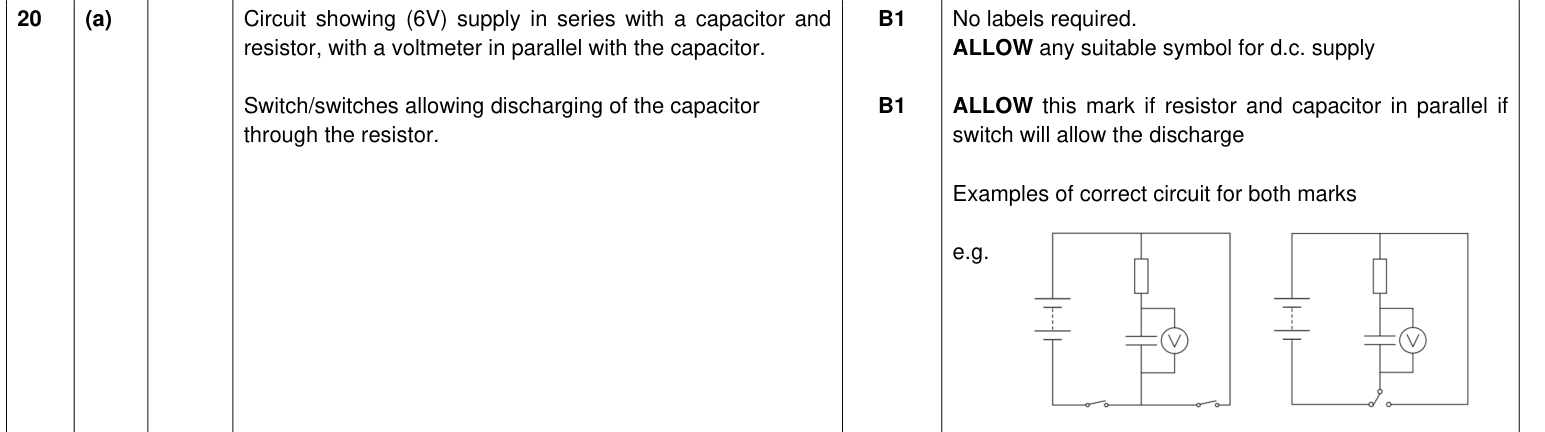 20 (a) Circuit showing (6V) supply in series with a capacitor and B1 No labels required.
resistor, with a voltmeter in parallel with the capacitor. ALLOW any suitable symbol for d.c. supply
Switch/switches allowing discharging of the capacitor B1 ALLOW this mark if resistor and capacitor in parallel if
through the resistor. switch will allow the discharge
Examples of correct circuit for both marks
e.g.
V V